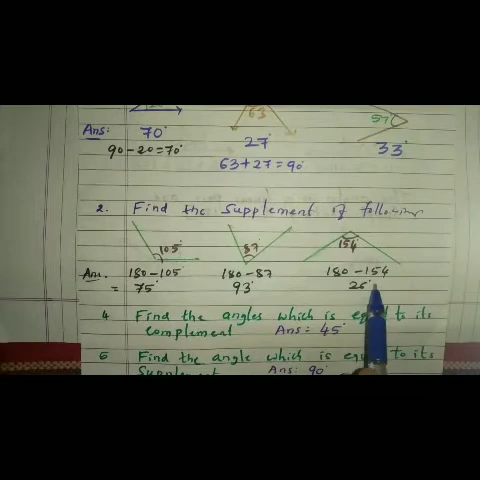 63
57
Ans: 70° 27° 33°
90-20=70°
63+27=90°
2. Find the Supplement of following
105° 87 154°
Ans. 180-105 180-87 180-154
= 75° 93° 26°
4 Find the angles which is equal to its
complement Ans: 45°
5 Find the angle which is equal to its
Supplement Ans: 90°